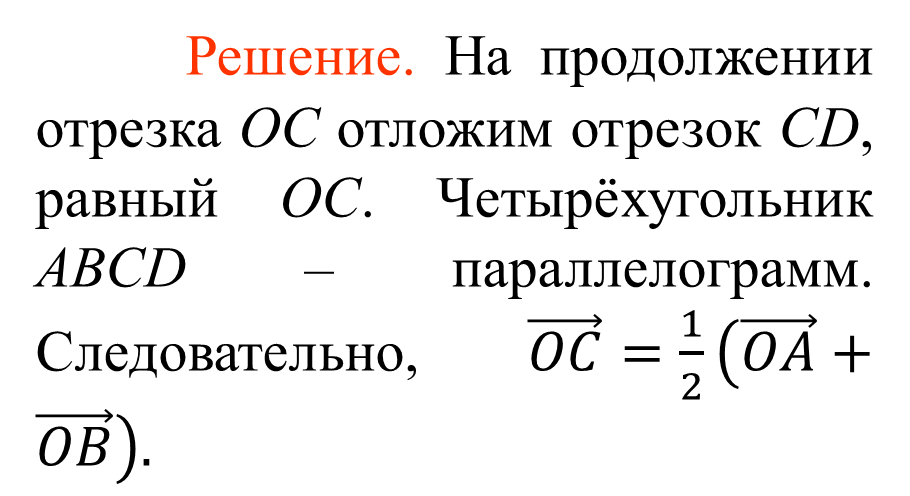 Решение. На продолжении
отрезка OC отложим отрезок CD,
равный OC. Четырёхугольник
ABCD – параллелограмм.
Следовательно, $\overrightarrow{OC} = \frac{1}{2}(\overrightarrow{OA} +$
$\overrightarrow{OB}).$